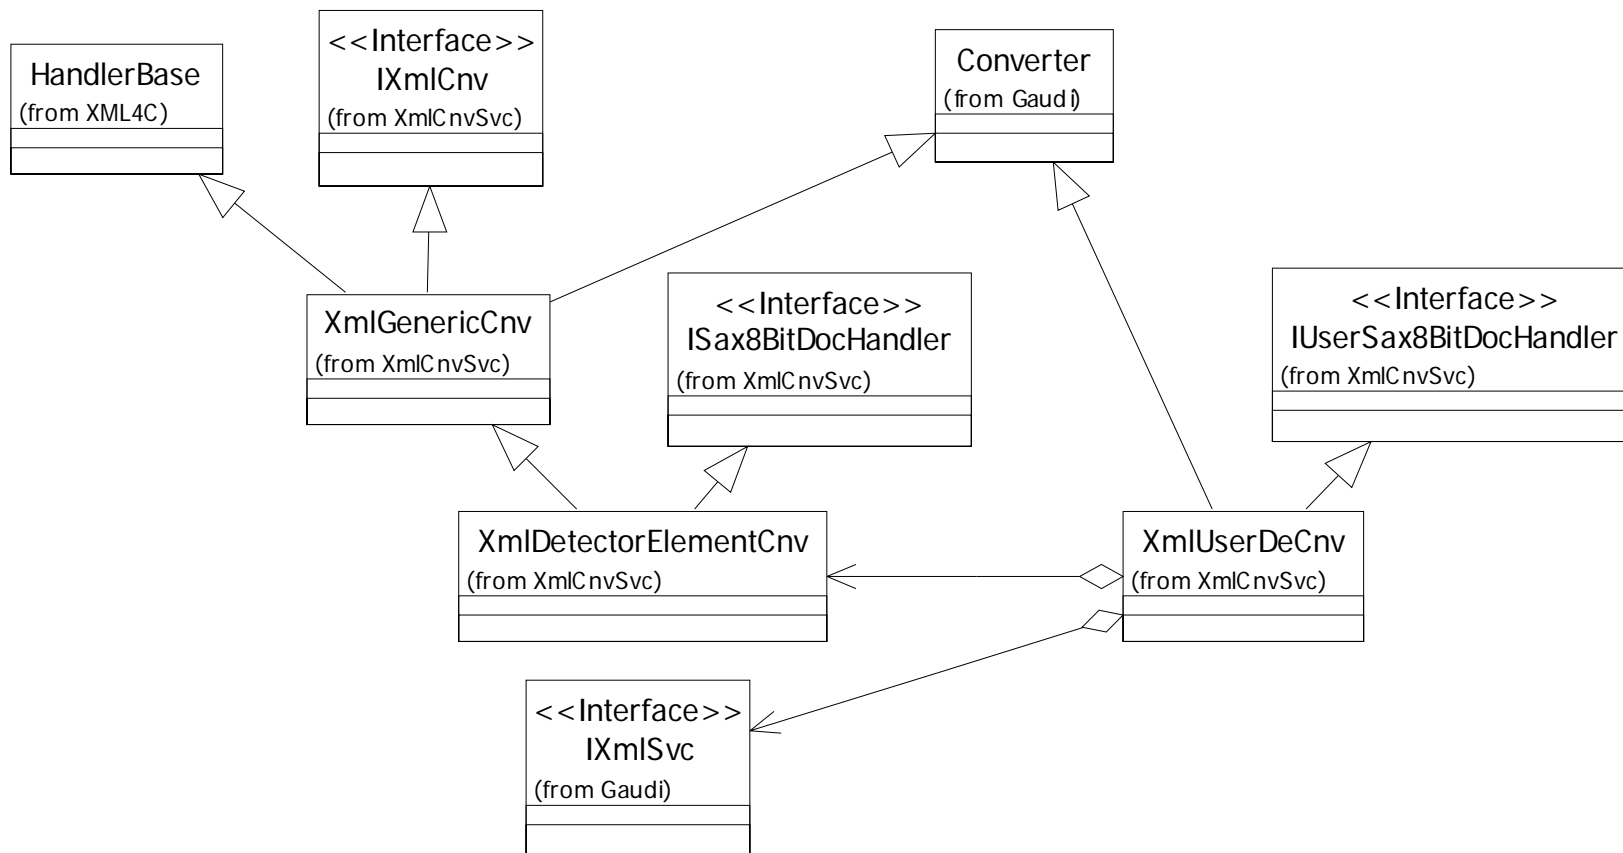 HandlerBase
(from XML4C)
<<Interface>>
IXmlCnv
(from XmlCnvSvc)
Converter
(from Gaudi)
XmlGenericCnv
(from XmlCnvSvc)
<<Interface>>
ISax8BitDocHandler
(from XmlCnvSvc)
<<Interface>>
IUserSax8BitDocHandler
(from XmlCnvSvc)
XmlDetectorElementCnv
(from XmlCnvSvc)
XmlUserDeCnv
(from XmlCnvSvc)
<<Interface>>
IXmlSvc
(from Gaudi)